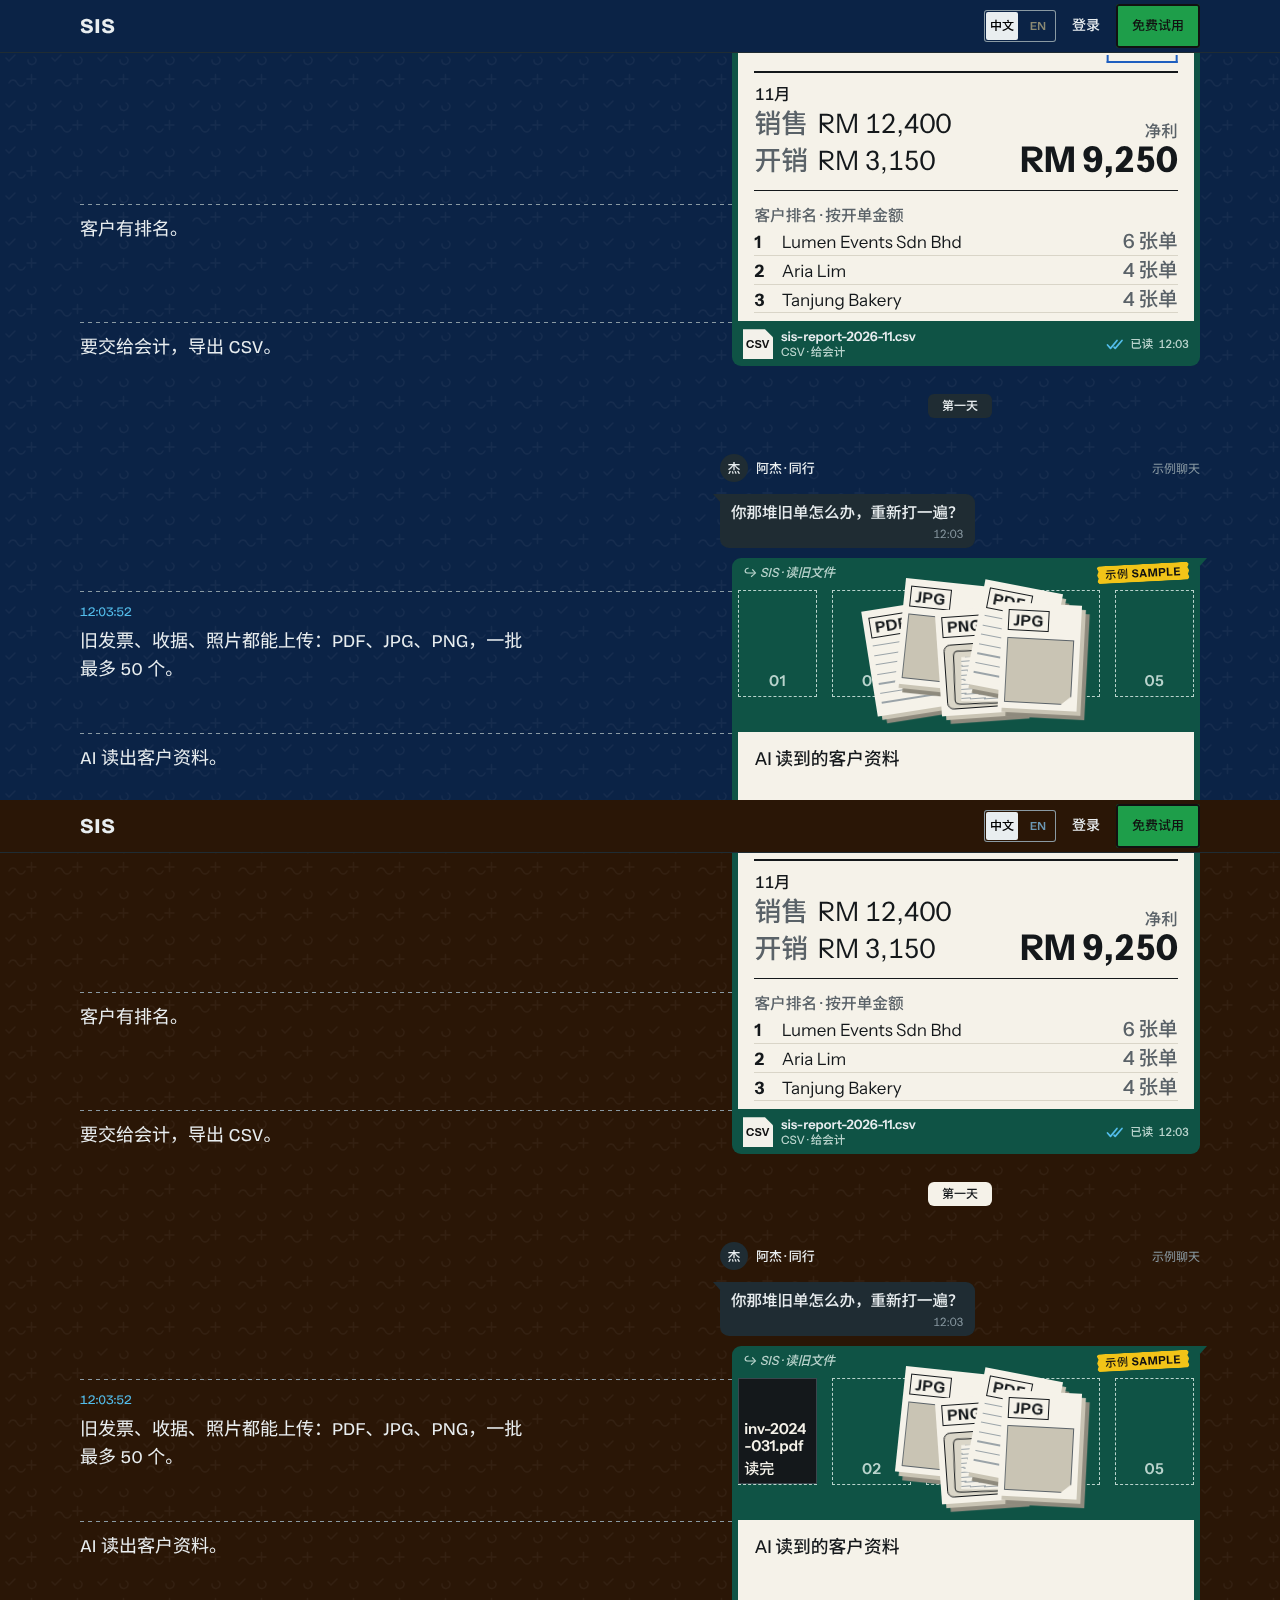 SIS
中文 EN 登录 免费试用
11月
销售 RM 12,400
开销 RM 3,150
净利
RM 9,250
客户有排名。
客户排名·按开单金额
1 Lumen Events Sdn Bhd 6 张单
2 Aria Lim 4 张单
3 Tanjung Bakery 4 张单
要交给会计，导出 CSV。
CSV
sis-report-2026-11.csv
CSV·给会计
已读 12:03
第一天
杰 阿杰·同行 示例聊天
你那堆旧单怎么办，重新打一遍？
12:03
SIS·读旧文件
示例 SAMPLE
12:03:52
旧发票、收据、照片都能上传：PDF、JPG、PNG，一批
最多 50 个。
01
05
PDF
JPG
PNG
PDF
JPG
AI 读出客户资料。
AI 读到的客户资料
SIS
中文 EN 登录 免费试用
11月
销售 RM 12,400
开销 RM 3,150
净利
RM 9,250
客户有排名。
客户排名·按开单金额
1 Lumen Events Sdn Bhd 6 张单
2 Aria Lim 4 张单
3 Tanjung Bakery 4 张单
要交给会计，导出 CSV。
CSV
sis-report-2026-11.csv
CSV·给会计
已读 12:03
第一天
杰 阿杰·同行 示例聊天
你那堆旧单怎么办，重新打一遍？
12:03
SIS·读旧文件
示例 SAMPLE
12:03:52
旧发票、收据、照片都能上传：PDF、JPG、PNG，一批
最多 50 个。
inv-2024
-031.pdf
读完
02
05
JPG
PNG
PDF
JPG
AI 读出客户资料。
AI 读到的客户资料